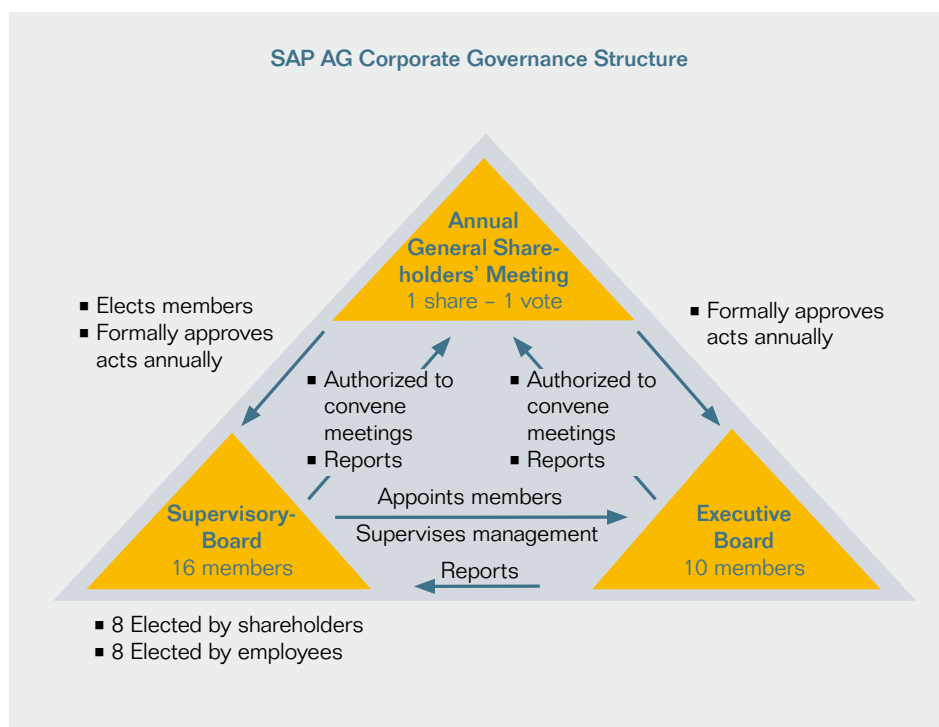 SAP AG Corporate Governance Structure
Annual
General Share-
holders’ Meeting
1 share – 1 vote
■ Elects members
■ Formally approves
acts annually
■ Formally approves
acts annually
■ Authorized to
convene
meetings
■ Reports
■ Authorized to
convene
meetings
■ Reports
Appoints members
Supervises management
Reports
Supervisory-
Board
16 members
Executive
Board
10 members
■ 8 Elected by shareholders
■ 8 Elected by employees